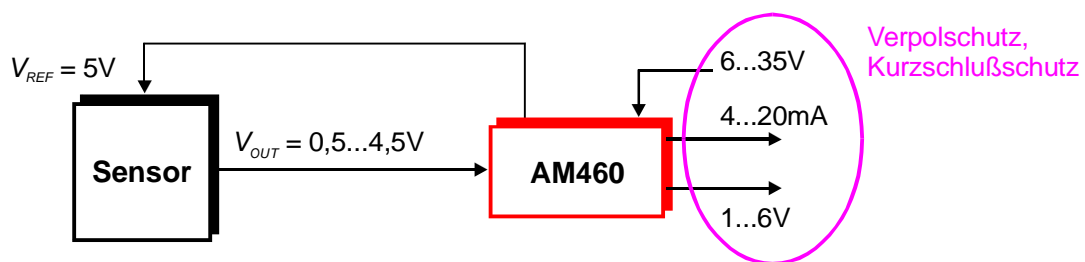 Verpolschutz,
Kurzschlußschutz
V_REF = 5V
6...35V
4...20mA
V_OUT = 0,5...4,5V
Sensor
AM460
1...6V